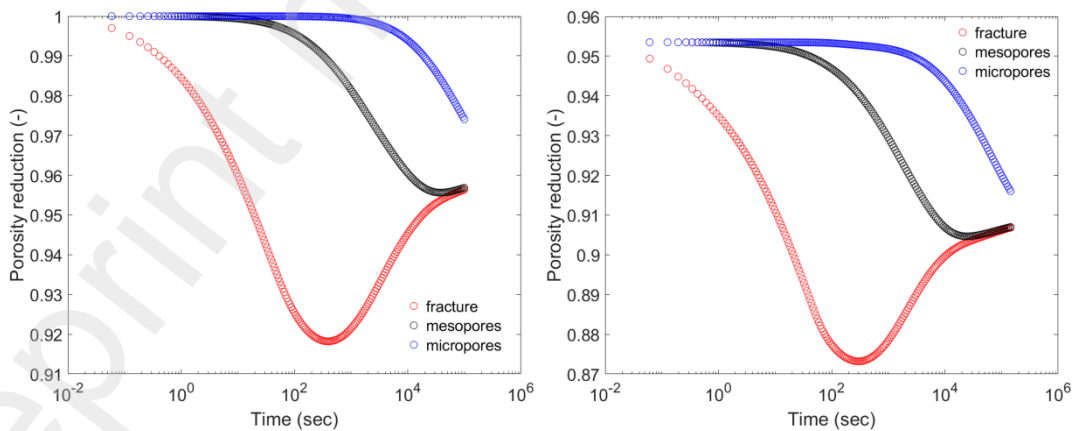 1
0.99
0.98
0.97
0.96
0.95
0.94
0.93
0.92
0.91
Porosity reduction (-)
fracture
mesopores
micropores
10^-2
10^0
10^2
10^4
10^6
Time (sec)
0.96
0.95
0.94
0.93
0.92
0.91
0.9
0.89
0.88
0.87
Porosity reduction (-)
fracture
mesopores
micropores
10^-2
10^0
10^2
10^4
10^6
Time (sec)
eprint